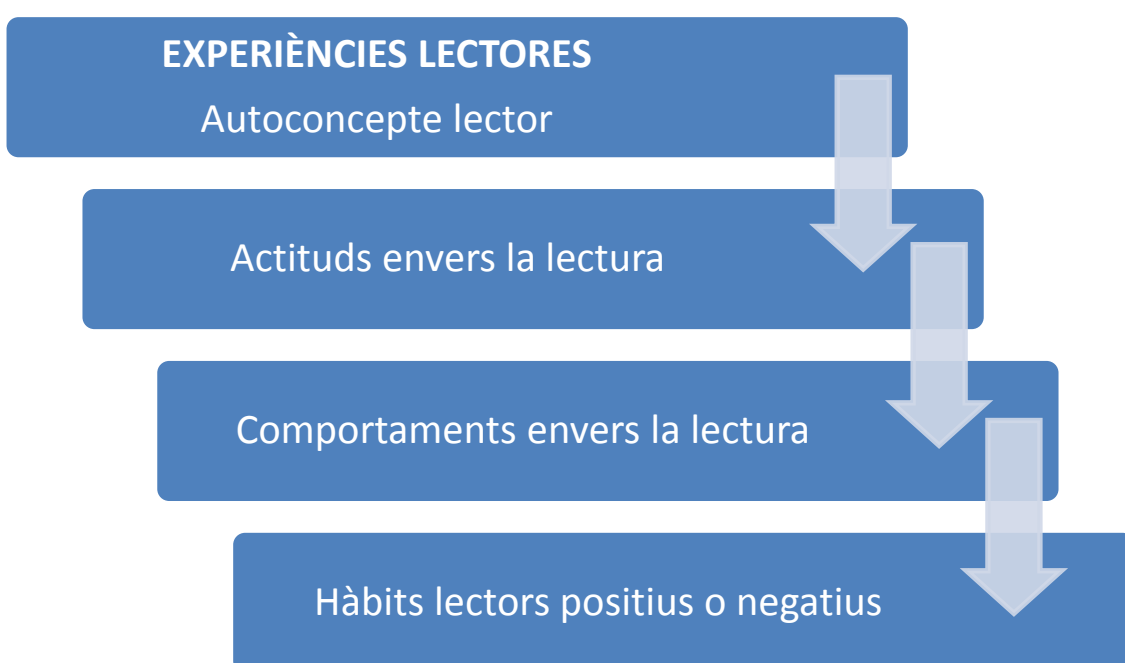 EXPERIÈNCIES LECTORES
Autoconcepte lector
Actituds envers la lectura
Comportaments envers la lectura
Hàbits lectors positius o negatius